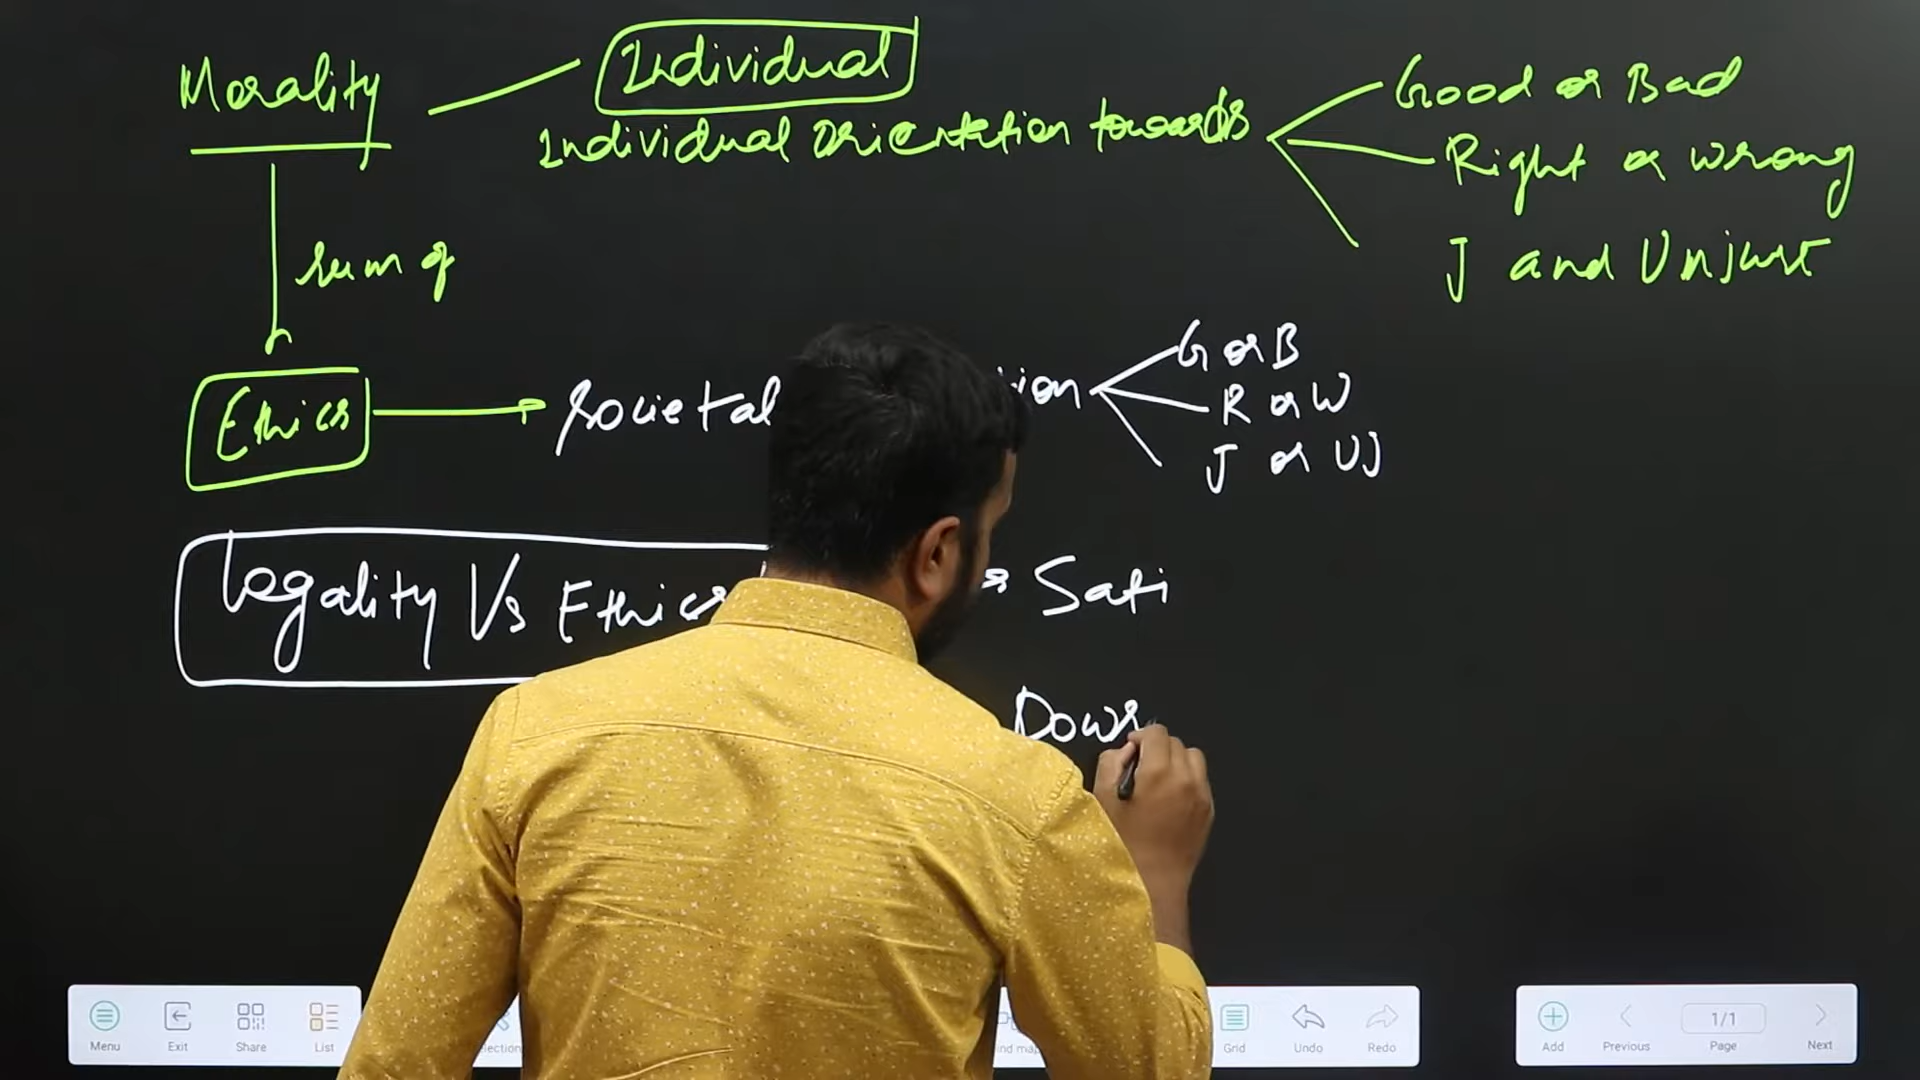 Morality
Individual
Individual orientation towards
Good or Bad
Right or wrong
J and Unjust
sum of
Ethics
Societal
G or B
R or W
J or UJ
Legality Vs Ethics
Sati
Dowr
Menu
Exit
Share
List
Grid
Undo
Redo
Add
Previous
1/1
Page
Next